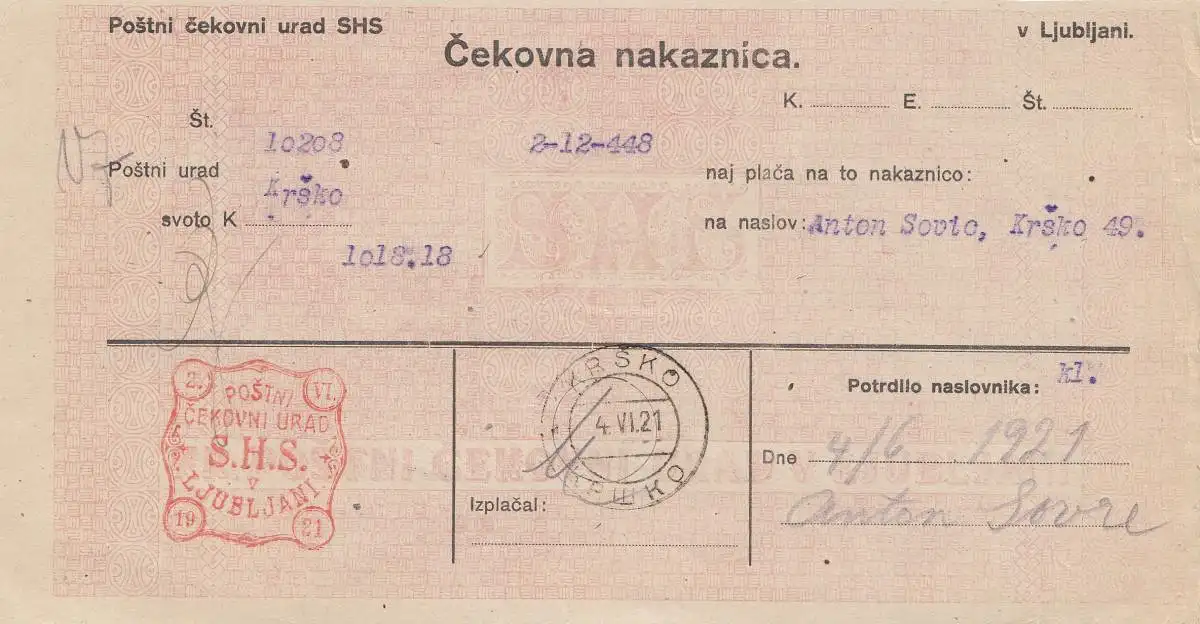 Poštni čekovni urad SHS
v Ljubljani.
Čekovna nakaznica.
K. E. Št.
Št. 10208 2-12-448
Poštni urad Krško naj plača na to nakaznico:
svoto K 1018.18 na naslov: Anton Sovic, Krško 49.
2. VI.
POŠTNI
ČEKOVNI URAD
S.H.S.
v
LJUBLJANI
19 21
KRŠKO
4.VI.21
КРШКО
Izplačal:
Potrdilo naslovnika: kl.
Dne 4/6 1921
Anton Sovre